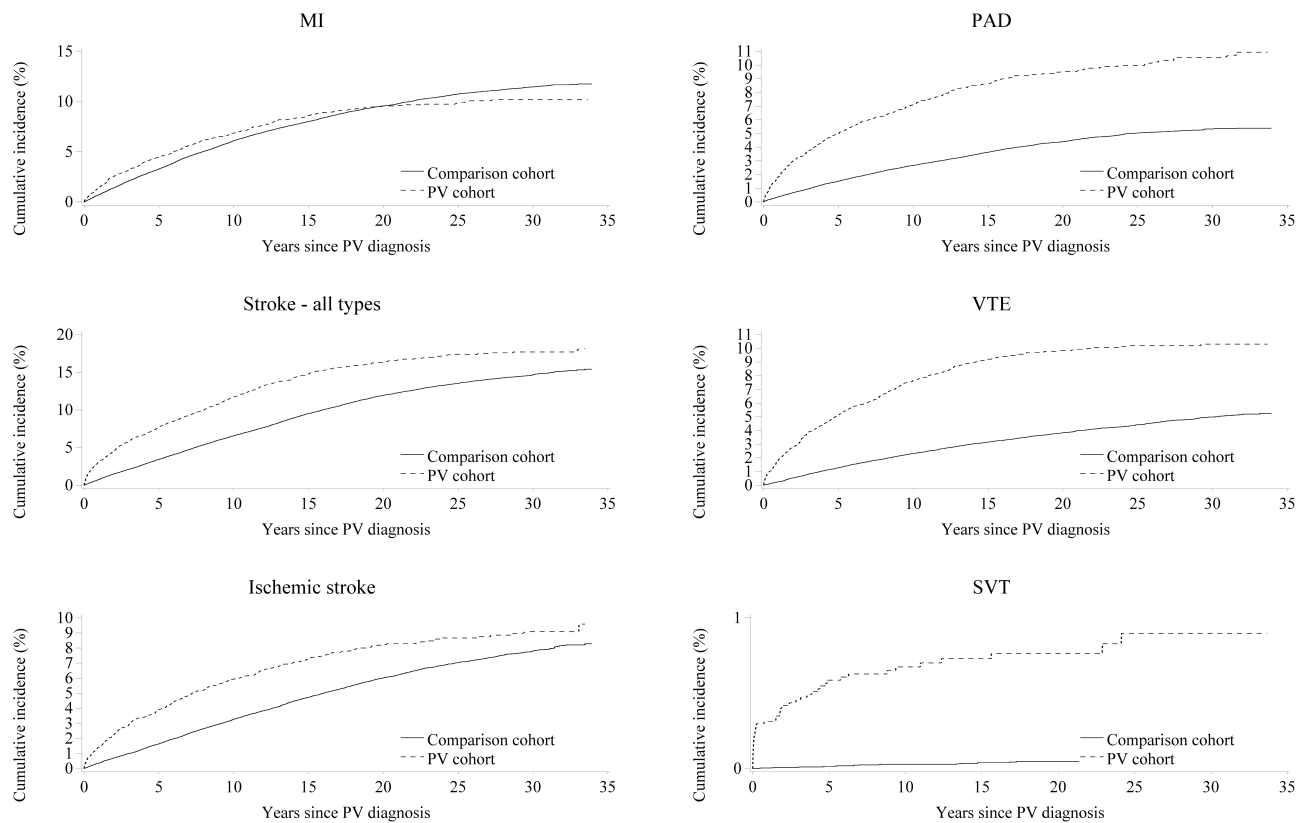 MI
Cumulative incidence (%)
15
10
5
0
Comparison cohort
PV cohort
0 5 10 15 20 25 30 35
Years since PV diagnosis
PAD
Cumulative incidence (%)
11
10
9
8
7
6
5
4
3
2
1
0
Comparison cohort
PV cohort
0 5 10 15 20 25 30 35
Years since PV diagnosis
Stroke - all types
Cumulative incidence (%)
20
15
10
5
0
Comparison cohort
PV cohort
0 5 10 15 20 25 30 35
Years since PV diagnosis
VTE
Cumulative incidence (%)
11
10
9
8
7
6
5
4
3
2
1
0
Comparison cohort
PV cohort
0 5 10 15 20 25 30 35
Years since PV diagnosis
Ischemic stroke
Cumulative incidence (%)
10
9
8
7
6
5
4
3
2
1
0
Comparison cohort
PV cohort
0 5 10 15 20 25 30 35
Years since PV diagnosis
SVT
Cumulative incidence (%)
1
0
Comparison cohort
PV cohort
0 5 10 15 20 25 30 35
Years since PV diagnosis